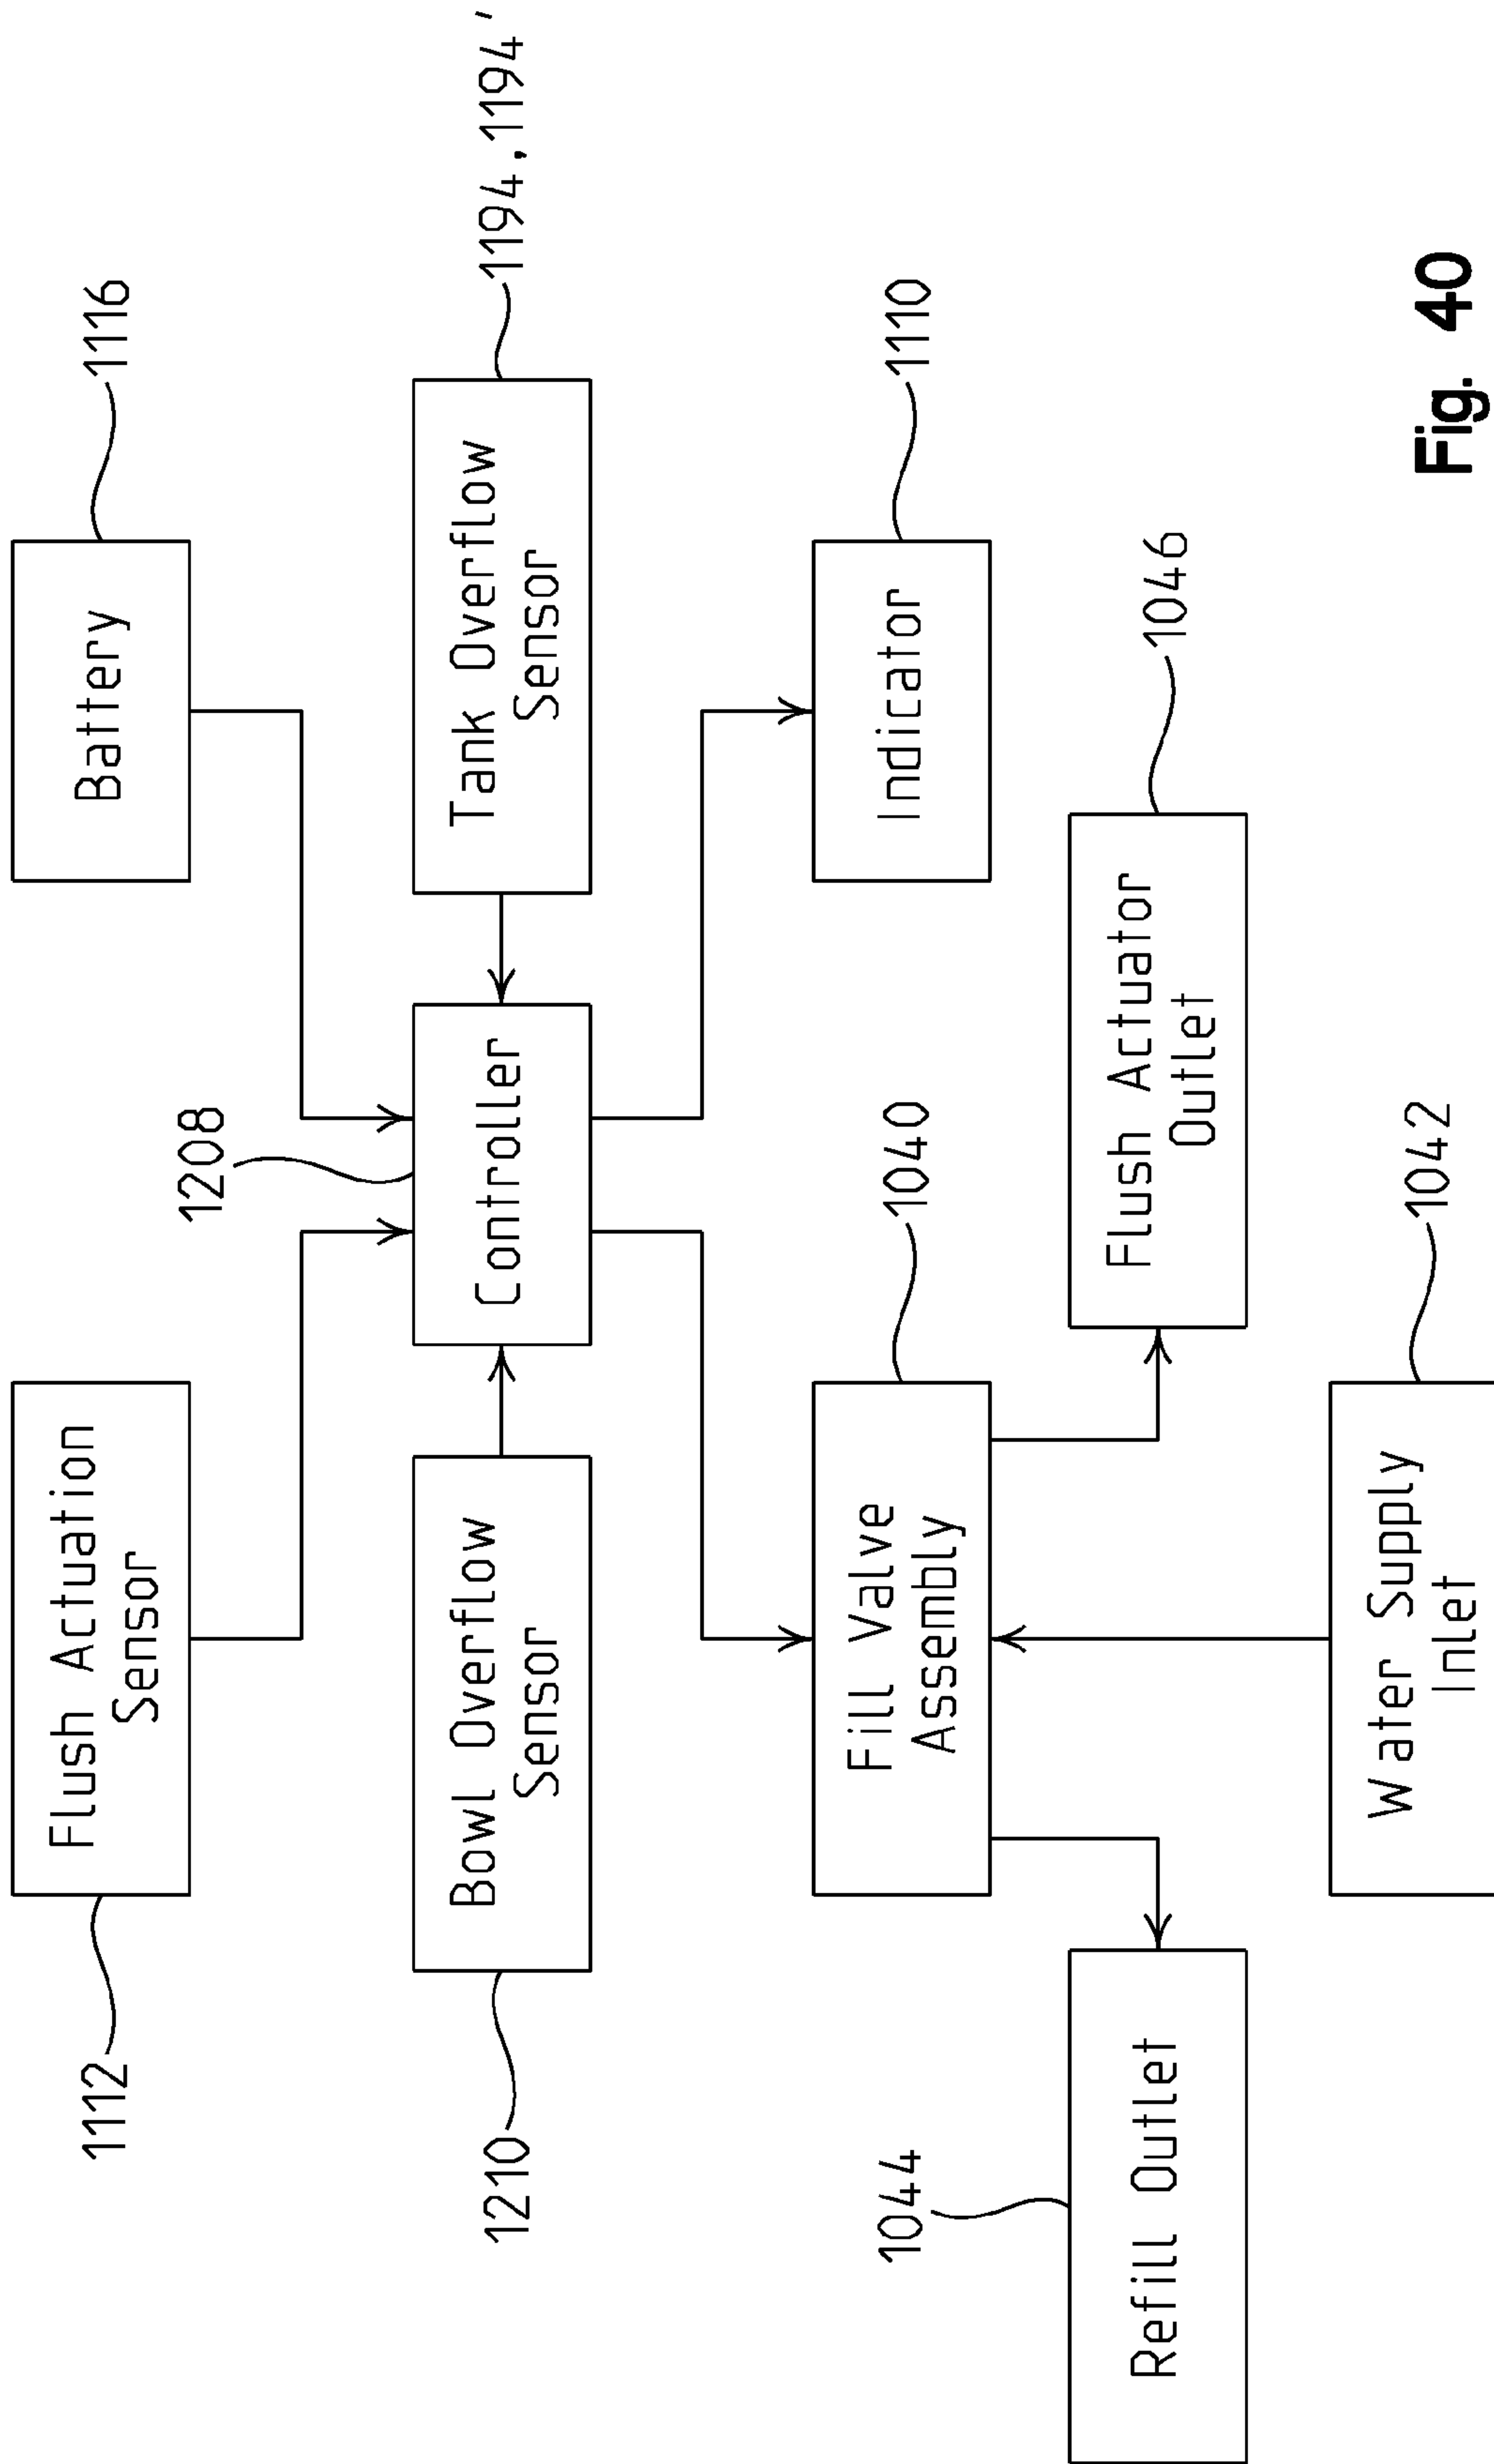 1112
Flush Actuation
Sensor
Battery
1116
1208
1210
Bowl Overflow
Sensor
Controller
Tank Overflow
Sensor
1194,1194'
1040
Fill Valve
Assembly
Indicator
1110
1044
Refill Outlet
Flush Actuator
Outlet
1046
Water Supply
Inlet
1042
Fig. 40